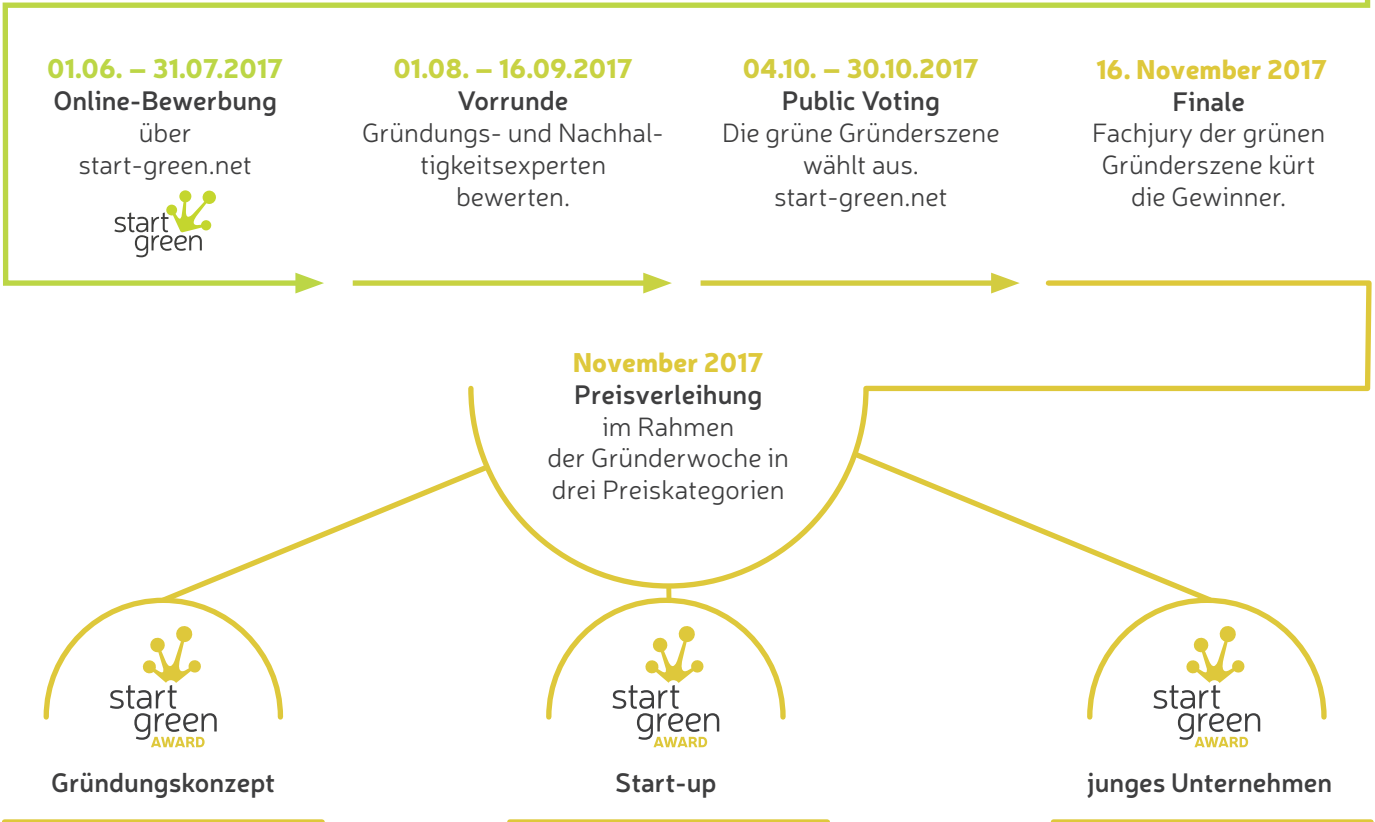 01.06. – 31.07.2017
Online-Bewerbung
über
start-green.net
start
green
01.08. – 16.09.2017
Vorrunde
Gründungs- und Nachhal-
tigkeitsexperten
bewerten.
04.10. – 30.10.2017
Public Voting
Die grüne Gründerszene
wählt aus.
start-green.net
16. November 2017
Finale
Fachjury der grünen
Gründerszene kürt
die Gewinner.
November 2017
Preisverleihung
im Rahmen
der Gründerwoche in
drei Preiskategorien
start
green
AWARD
Gründungskonzept
start
green
AWARD
Start-up
start
green
AWARD
junges Unternehmen